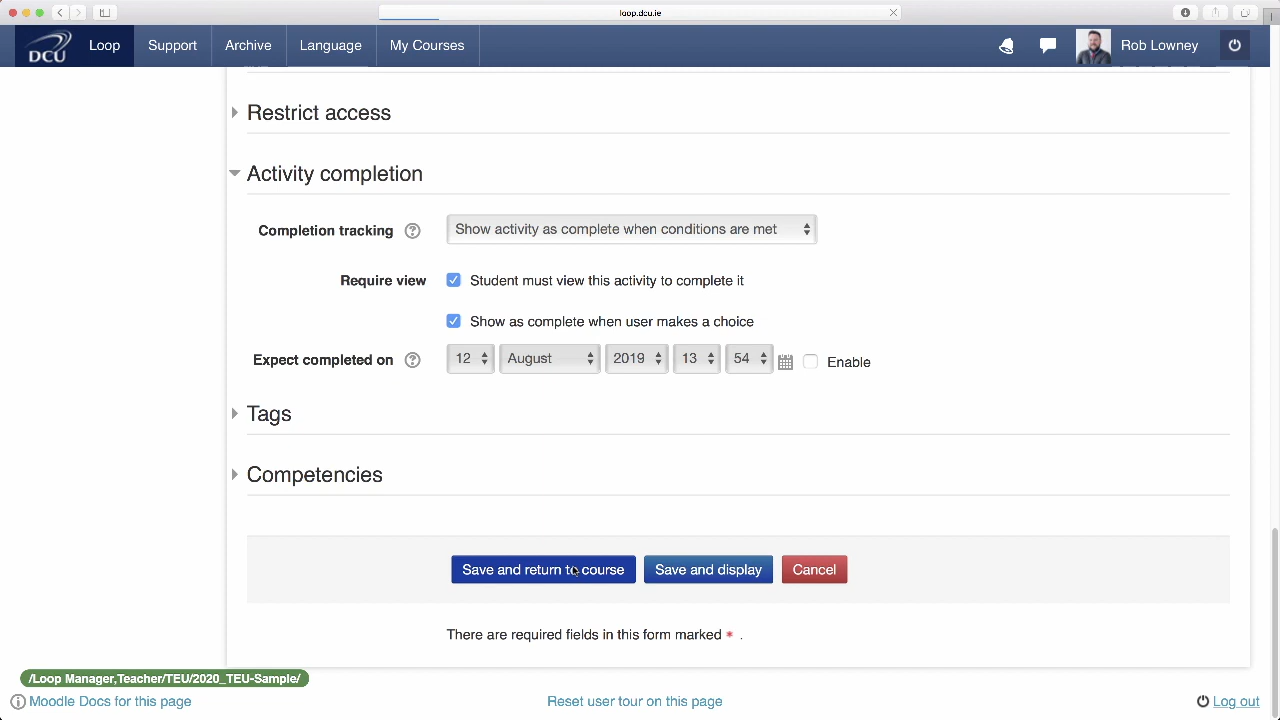 loop.dcu.ie
DCU Loop Support Archive Language My Courses Rob Lowney
Restrict access
Activity completion
Completion tracking ? Show activity as complete when conditions are met
Require view Student must view this activity to complete it
Show as complete when user makes a choice
Expect completed on ? 12 August 2019 13 54 Enable
Tags
Competencies
Save and return to course Save and display Cancel
There are required fields in this form marked * .
/Loop Manager,Teacher/TEU/2020_TEU-Sample/
Moodle Docs for this page Reset user tour on this page Log out